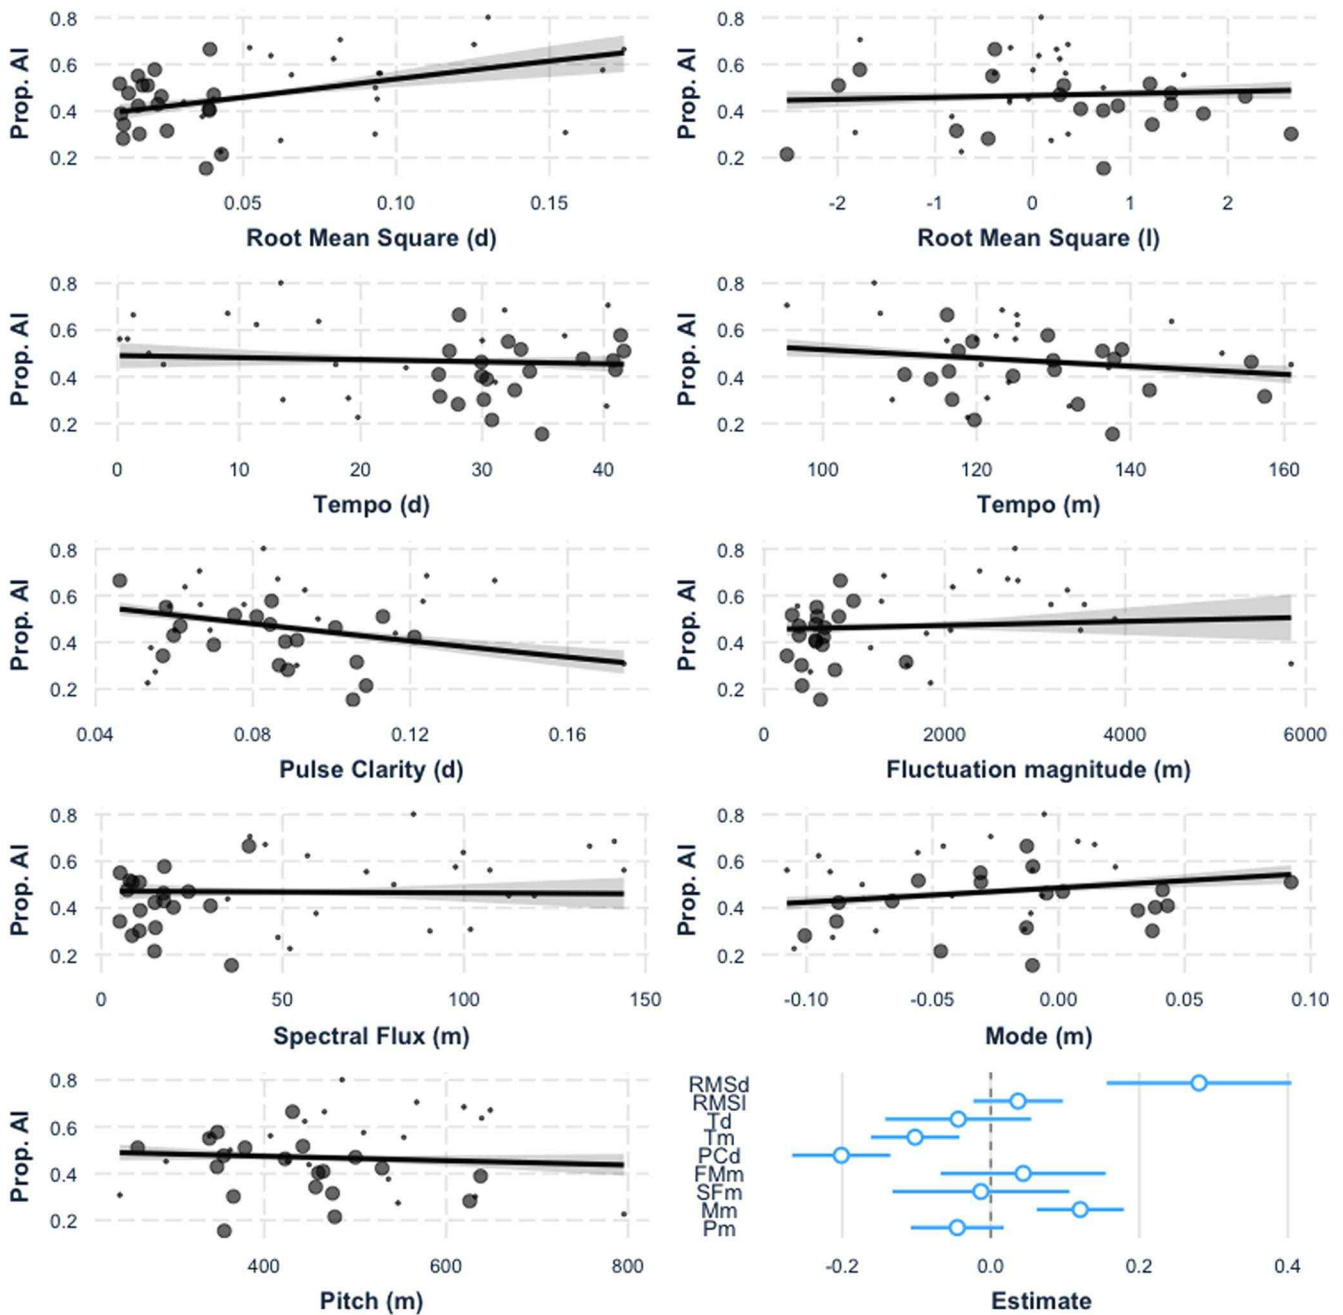 Prop. AI
0.8
0.6
0.4
0.2
0.05
0.10
0.15
Root Mean Square (d)
Prop. AI
0.8
0.6
0.4
0.2
-2
-1
0
1
2
Root Mean Square (l)
Prop. AI
0.8
0.6
0.4
0.2
0
10
20
30
40
Tempo (d)
Prop. AI
0.8
0.6
0.4
0.2
100
120
140
160
Tempo (m)
Prop. AI
0.8
0.6
0.4
0.2
0.04
0.08
0.12
0.16
Pulse Clarity (d)
Prop. AI
0.8
0.6
0.4
0.2
0
2000
4000
6000
Fluctuation magnitude (m)
Prop. AI
0.8
0.6
0.4
0.2
0
50
100
150
Spectral Flux (m)
Prop. AI
0.8
0.6
0.4
0.2
-0.10
-0.05
0.00
0.05
0.10
Mode (m)
Prop. AI
0.8
0.6
0.4
0.2
400
600
800
Pitch (m)
RMSd
RMSl
Td
Tm
PCd
FMm
SFm
Mm
Pm
-0.2
0.0
0.2
0.4
Estimate